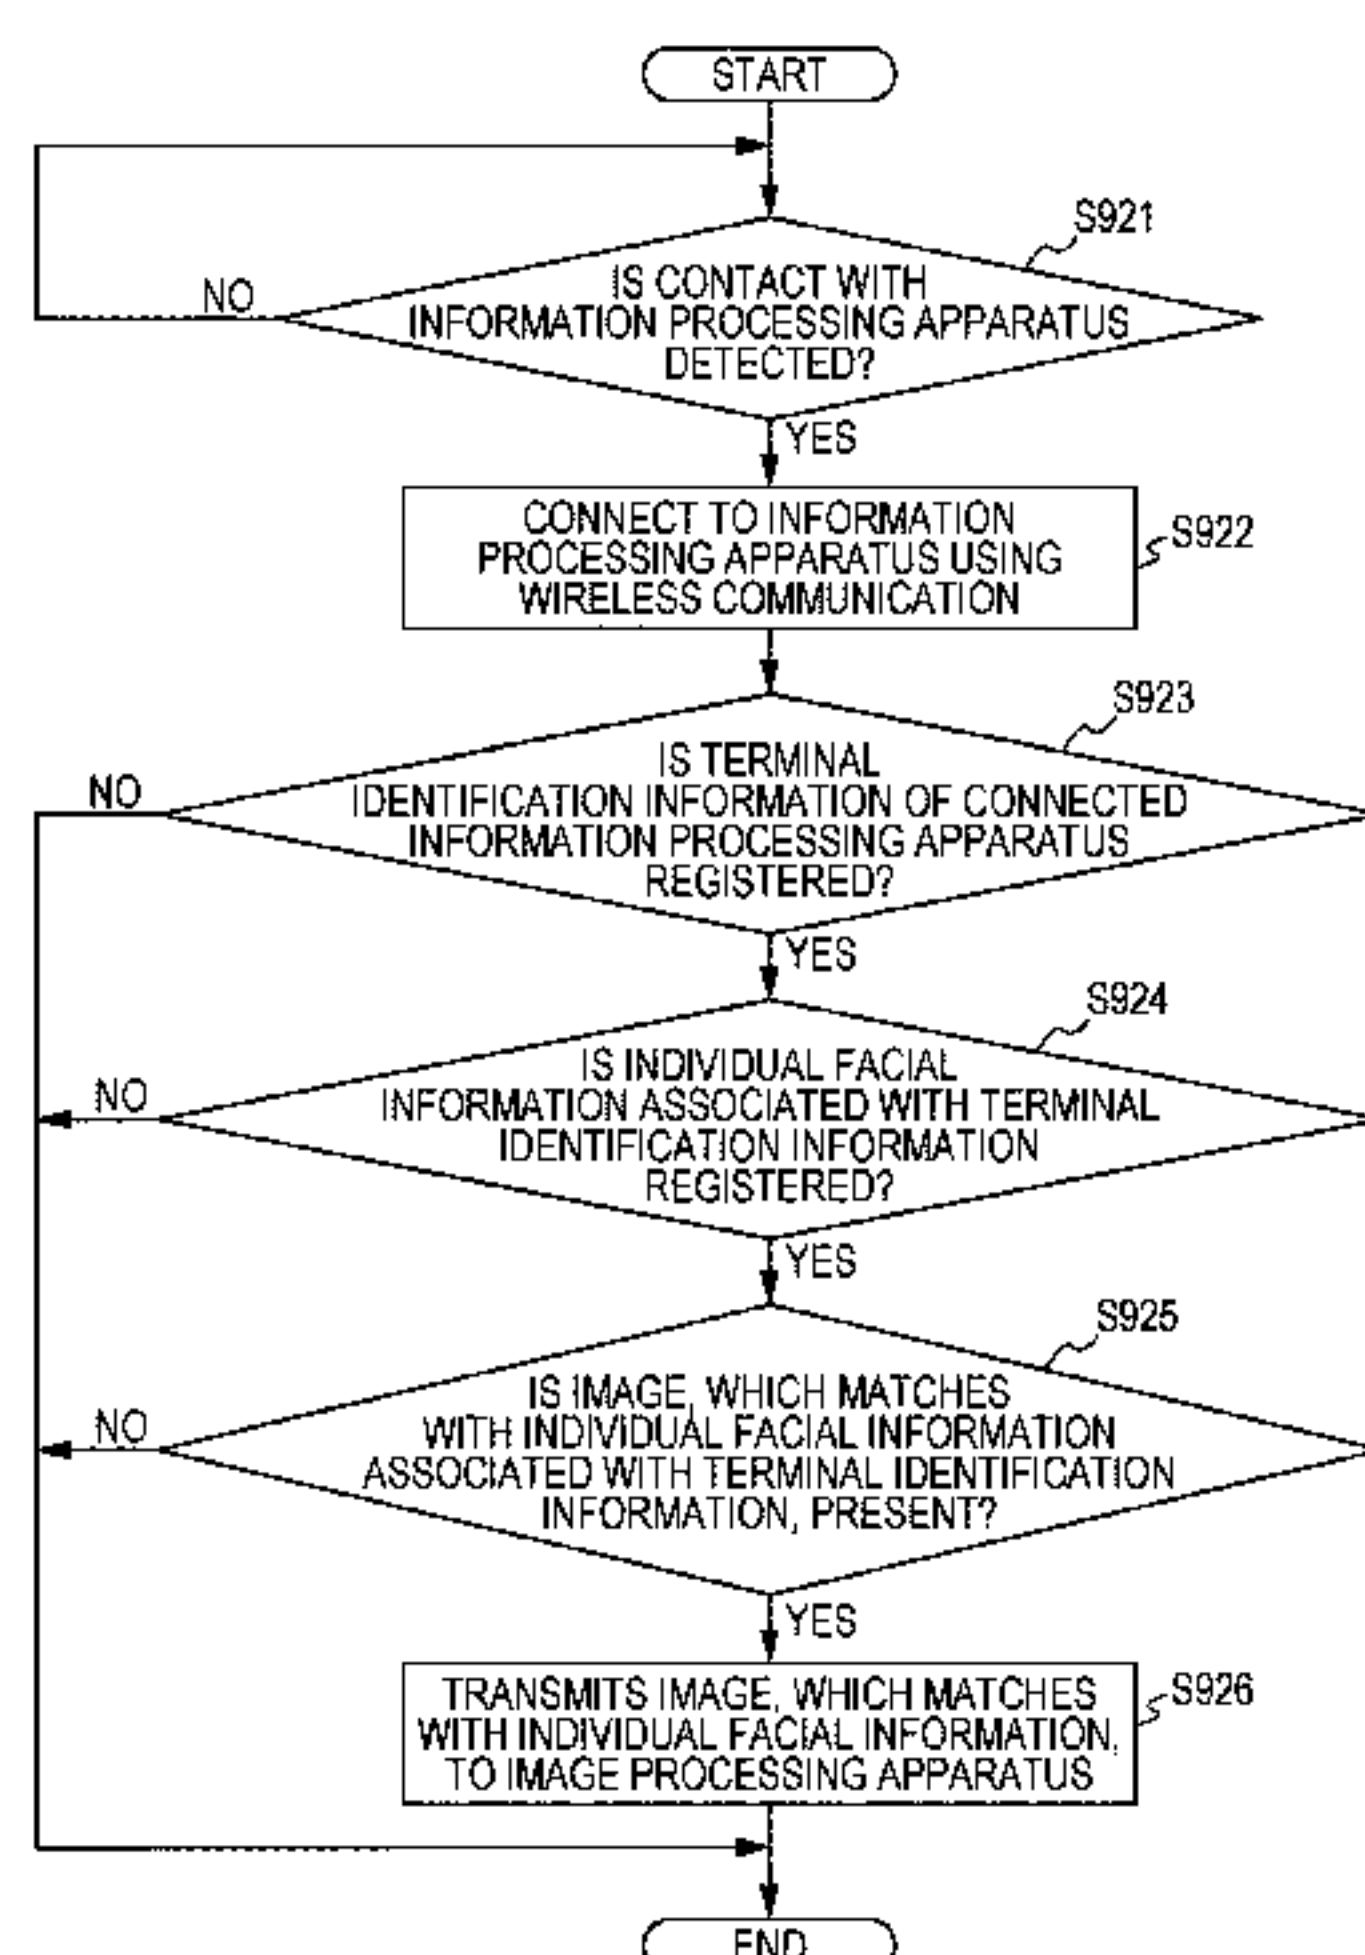 START
S921
IS CONTACT WITH
INFORMATION PROCESSING APPARATUS
DETECTED?
NO
YES
CONNECT TO INFORMATION
PROCESSING APPARATUS USING
WIRELESS COMMUNICATION
S922
S923
IS TERMINAL
IDENTIFICATION INFORMATION OF CONNECTED
INFORMATION PROCESSING APPARATUS
REGISTERED?
NO
YES
S924
IS INDIVIDUAL FACIAL
INFORMATION ASSOCIATED WITH TERMINAL
IDENTIFICATION INFORMATION
REGISTERED?
NO
YES
S925
IS IMAGE, WHICH MATCHES
WITH INDIVIDUAL FACIAL INFORMATION
ASSOCIATED WITH TERMINAL IDENTIFICATION
INFORMATION, PRESENT?
NO
YES
TRANSMITS IMAGE, WHICH MATCHES
WITH INDIVIDUAL FACIAL INFORMATION,
TO IMAGE PROCESSING APPARATUS
S926
END